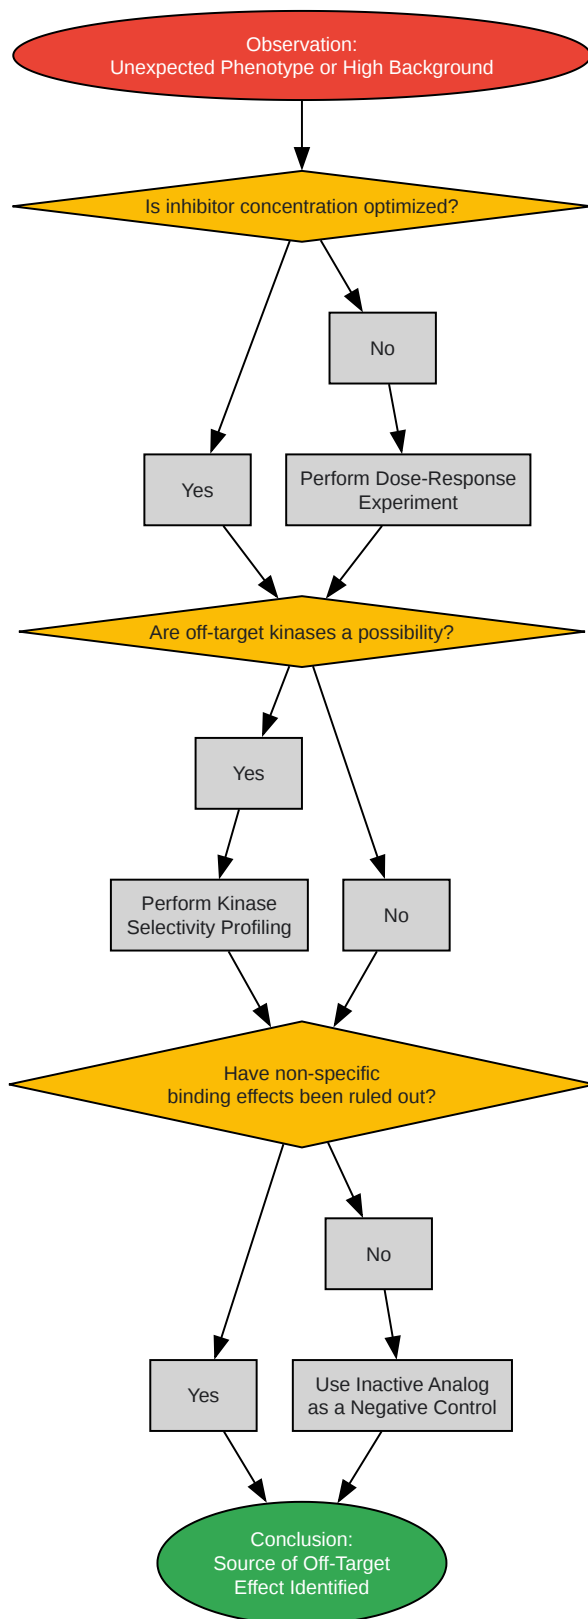 Observation:
Unexpected Phenotype or High Background
Is inhibitor concentration optimized?
No
Yes
Perform Dose-Response
Experiment
Are off-target kinases a possibility?
Yes
Perform Kinase
Selectivity Profiling
No
Have non-specific
binding effects been ruled out?
No
Yes
Use Inactive Analog
as a Negative Control
Conclusion:
Source of Off-Target
Effect Identified